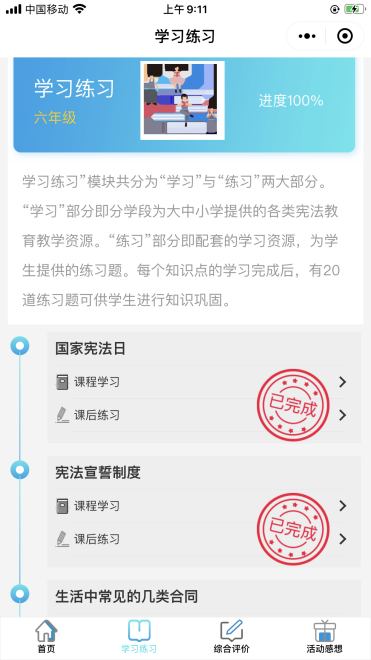 中国移动
上午9:11
学习练习
学习练习
六年级
进度100%
学习练习”模块共分为“学习”与“练习”两大部分。
“学习”部分即分学段为大中小学提供的各类宪法教
育教学资源。“练习”部分即配套的学习资源，为学
生提供的练习题。每个知识点的学习完成后，有20
道练习题可供学生进行知识巩固。
国家宪法日
课程学习
已完成
课后练习
宪法宣誓制度
课程学习
已完成
课后练习
生活中常见的几类合同
首页
学习练习
综合评价
活动感想